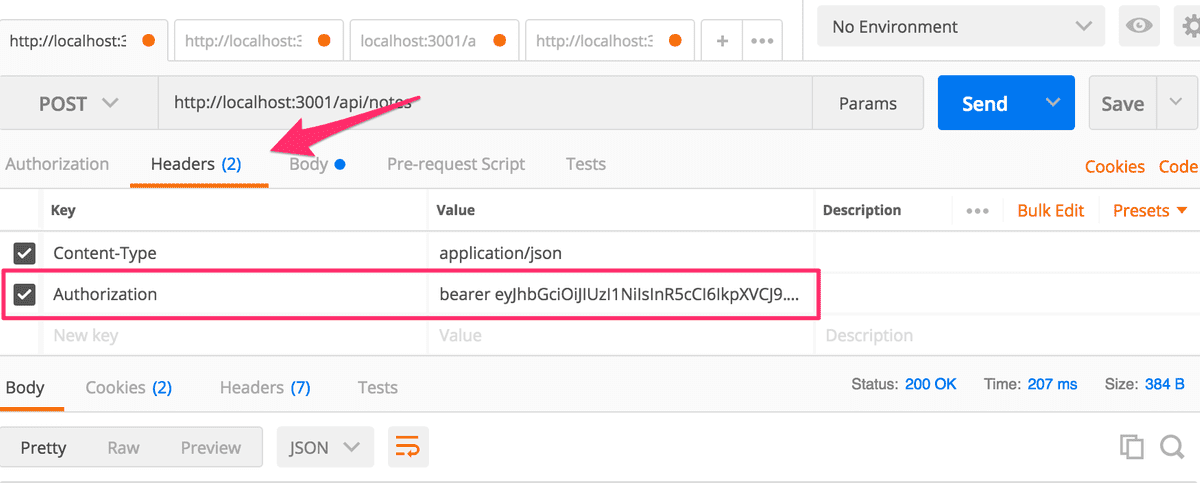 http://localhost:3 http://localhost:3 localhost:3001/a http://localhost:3 + ••• No Environment
POST http://localhost:3001/api/notes Params Send Save
Authorization Headers (2) Body Pre-request Script Tests Cookies Code
Key Value Description ••• Bulk Edit Presets
Content-Type application/json
Authorization bearer eyJhbGciOiJIUzI1NiIsInR5cCI6IkpXVCJ9....
New key Value Description
Body Cookies (2) Headers (7) Tests Status: 200 OK Time: 207 ms Size: 384 B
Pretty Raw Preview JSON